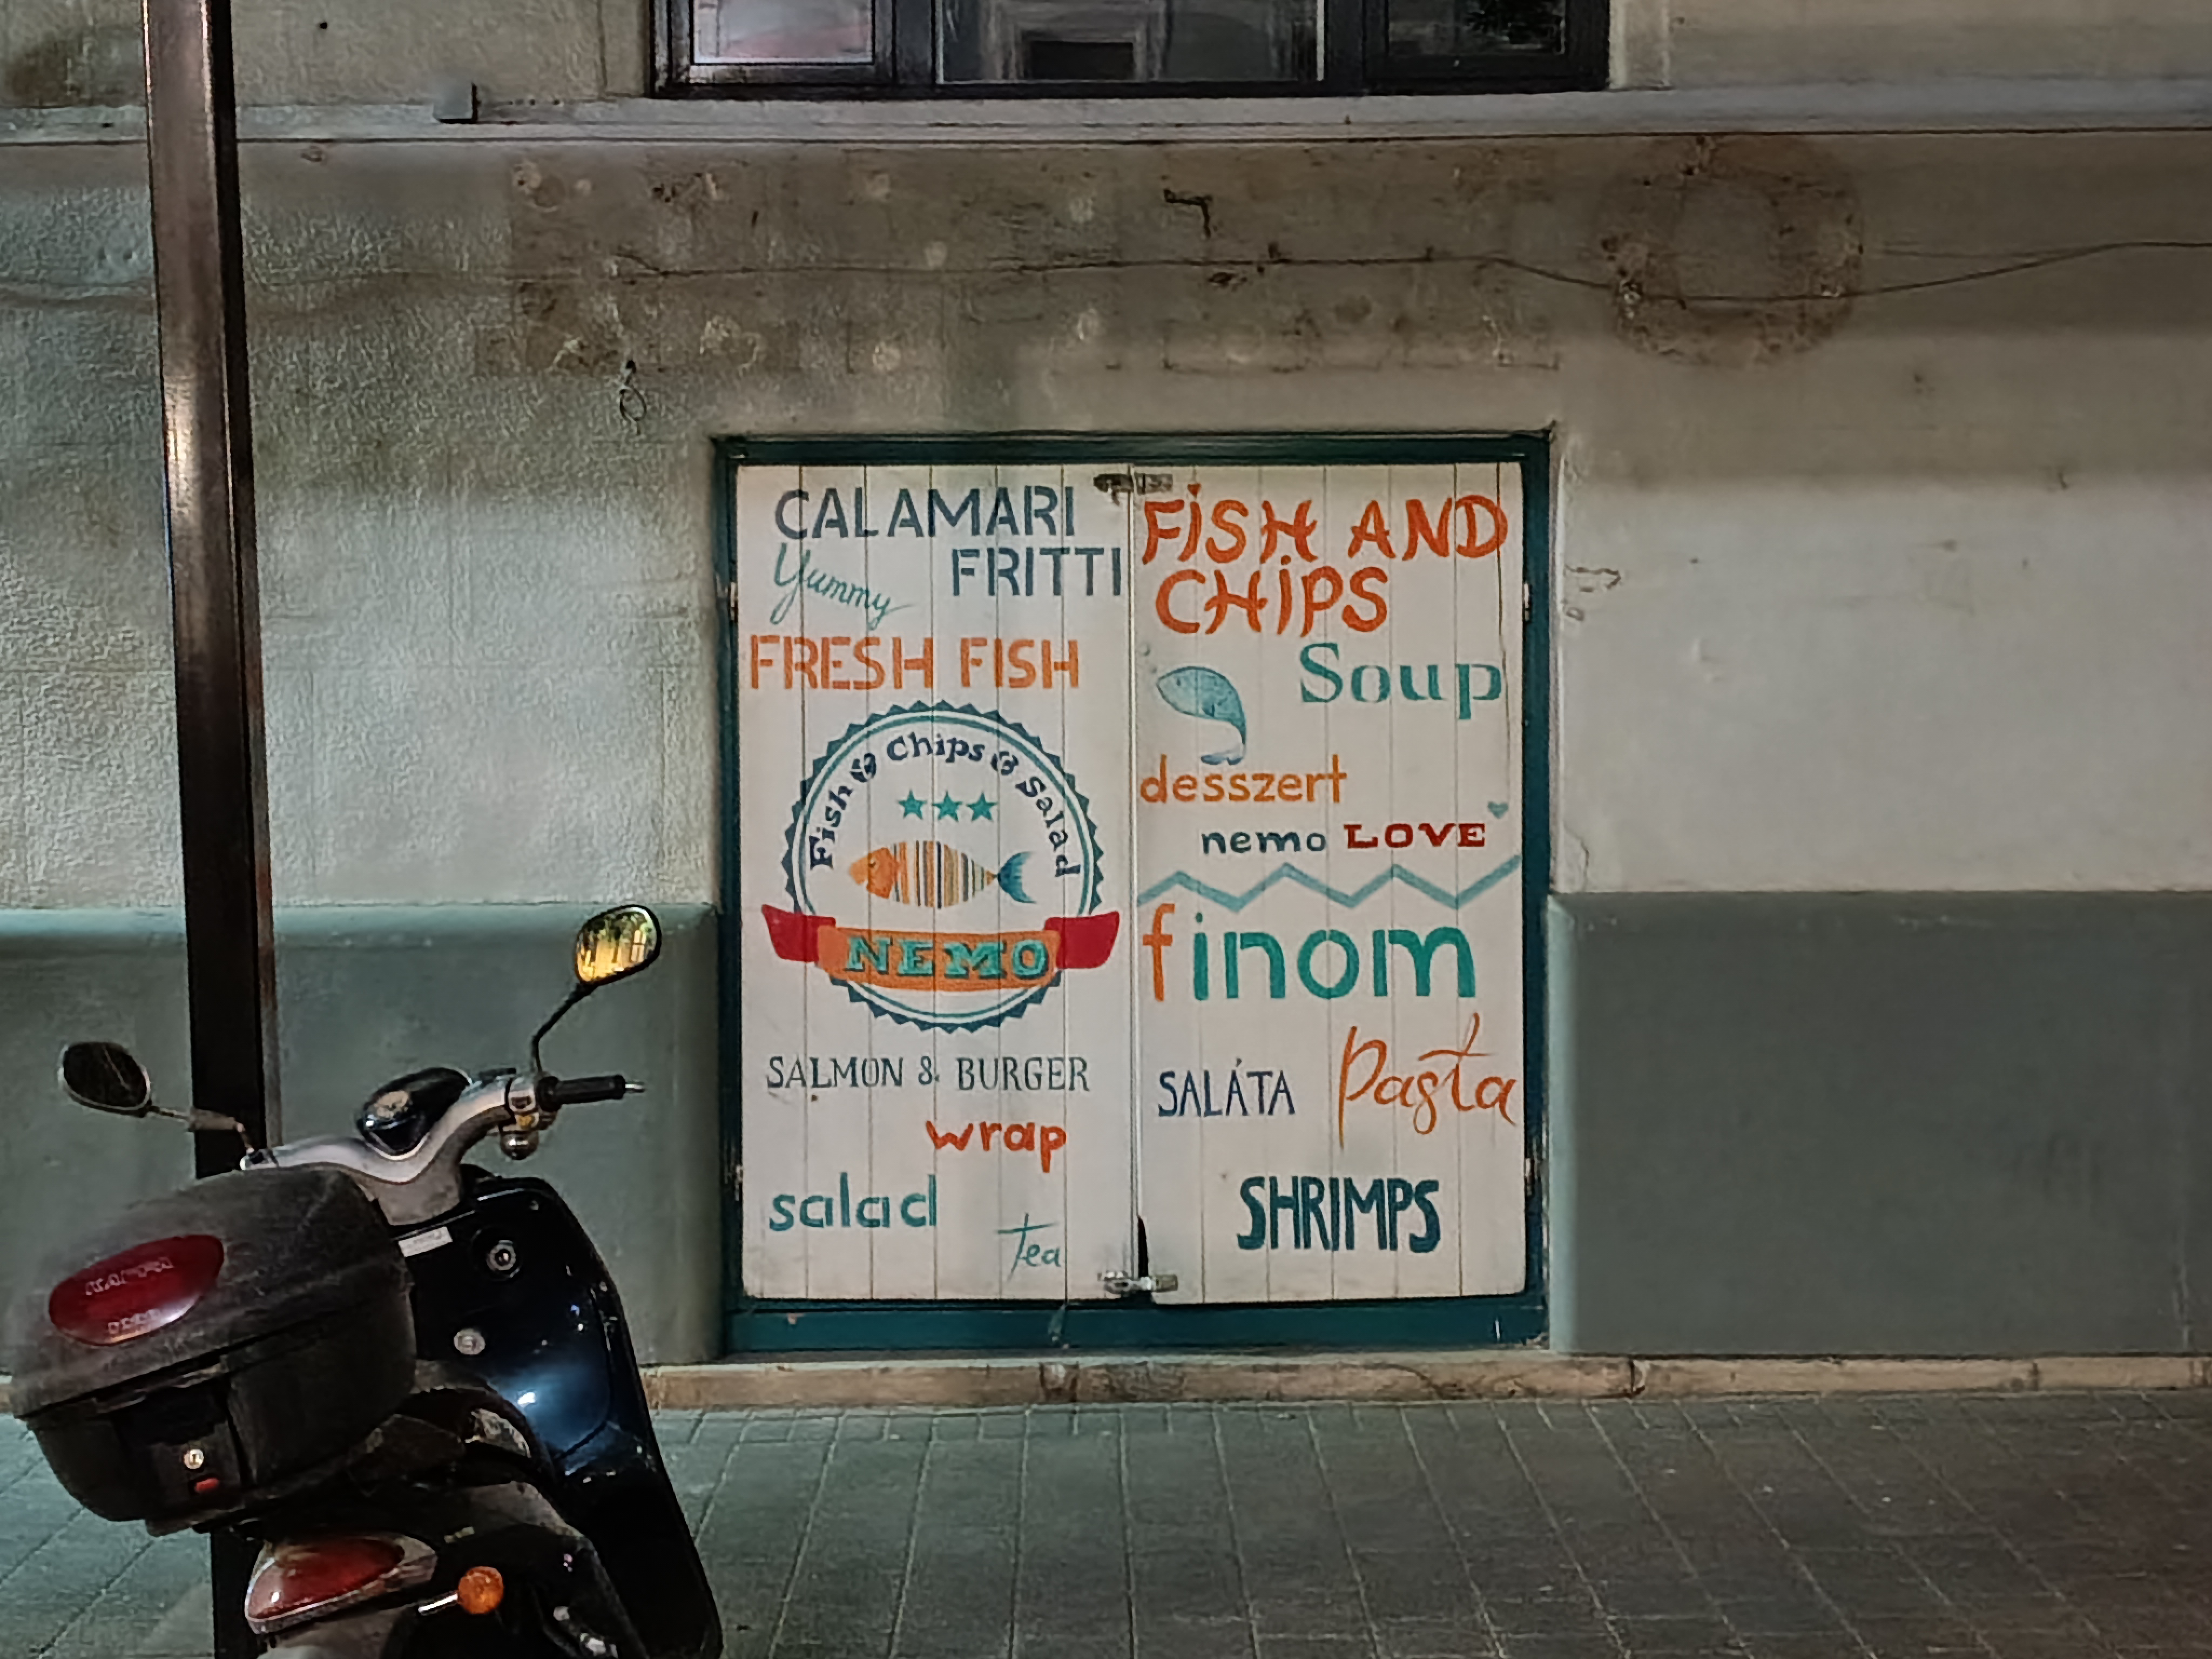 CALAMARI
FRITTI
Yummy
FRESH FISH
Fish & Chips & Salad
NEMO
SALMON & BURGER
wrap
salad
Tea
FiSH AND
CHiPS
Soup
desszert
nemo LOVE
finom
SALÁTA Pasta
SHRIMPS